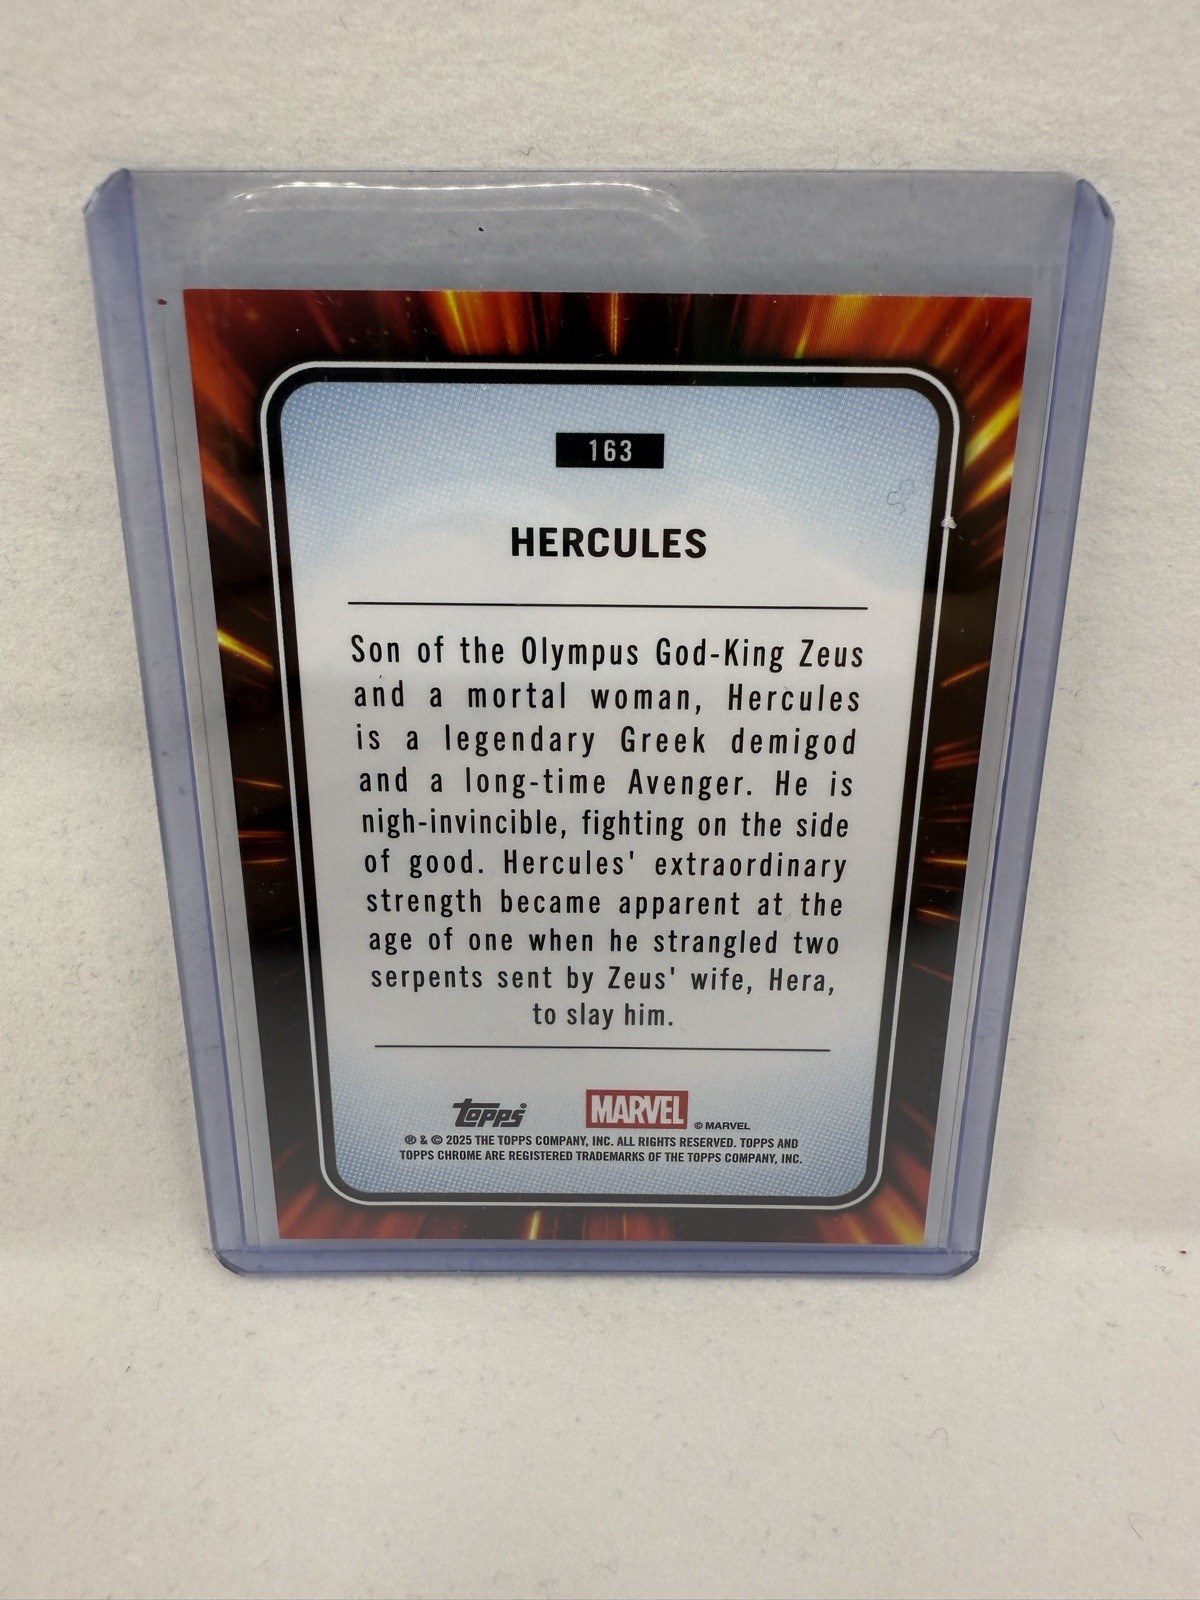 163
HERCULES
Son of the Olympus God-King Zeus
and a mortal woman, Hercules
is a legendary Greek demigod
and a long-time Avenger. He is
nigh-invincible, fighting on the side
of good. Hercules' extraordinary
strength became apparent at the
age of one when he strangled two
serpents sent by Zeus' wife, Hera,
to slay him.
Topps® MARVEL © MARVEL
® & © 2025 THE TOPPS COMPANY, INC. ALL RIGHTS RESERVED. TOPPS AND
TOPPS CHROME ARE REGISTERED TRADEMARKS OF THE TOPPS COMPANY, INC.